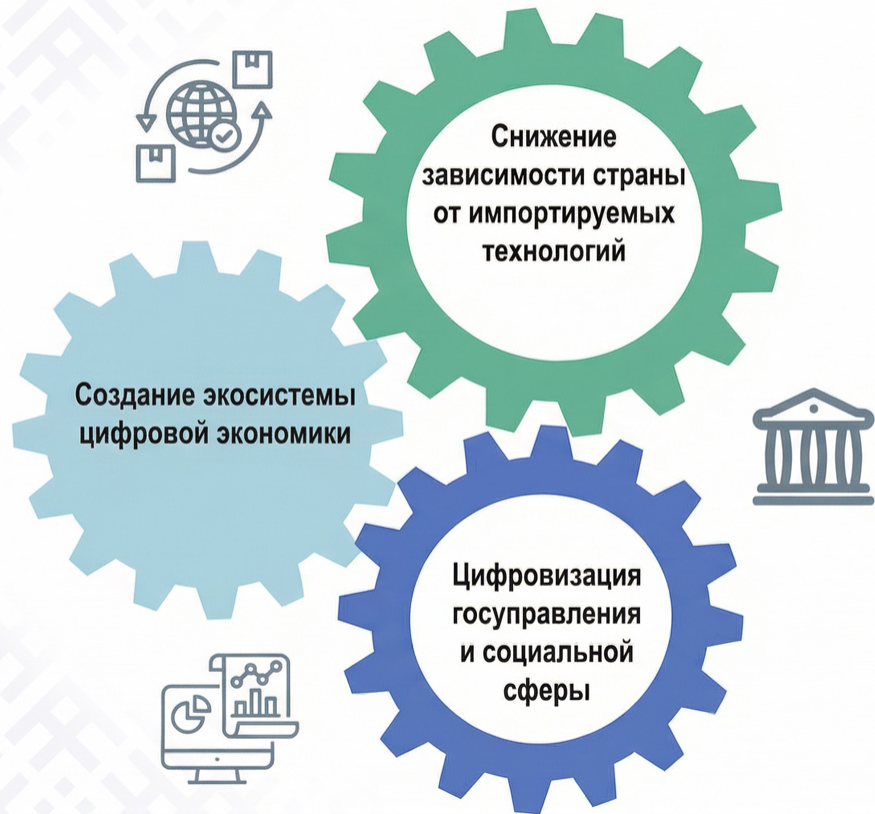 Снижение
зависимости страны
от импортируемых
технологий
Создание экосистемы
цифровой экономики
Цифровизация
госуправления
и социальной
сферы